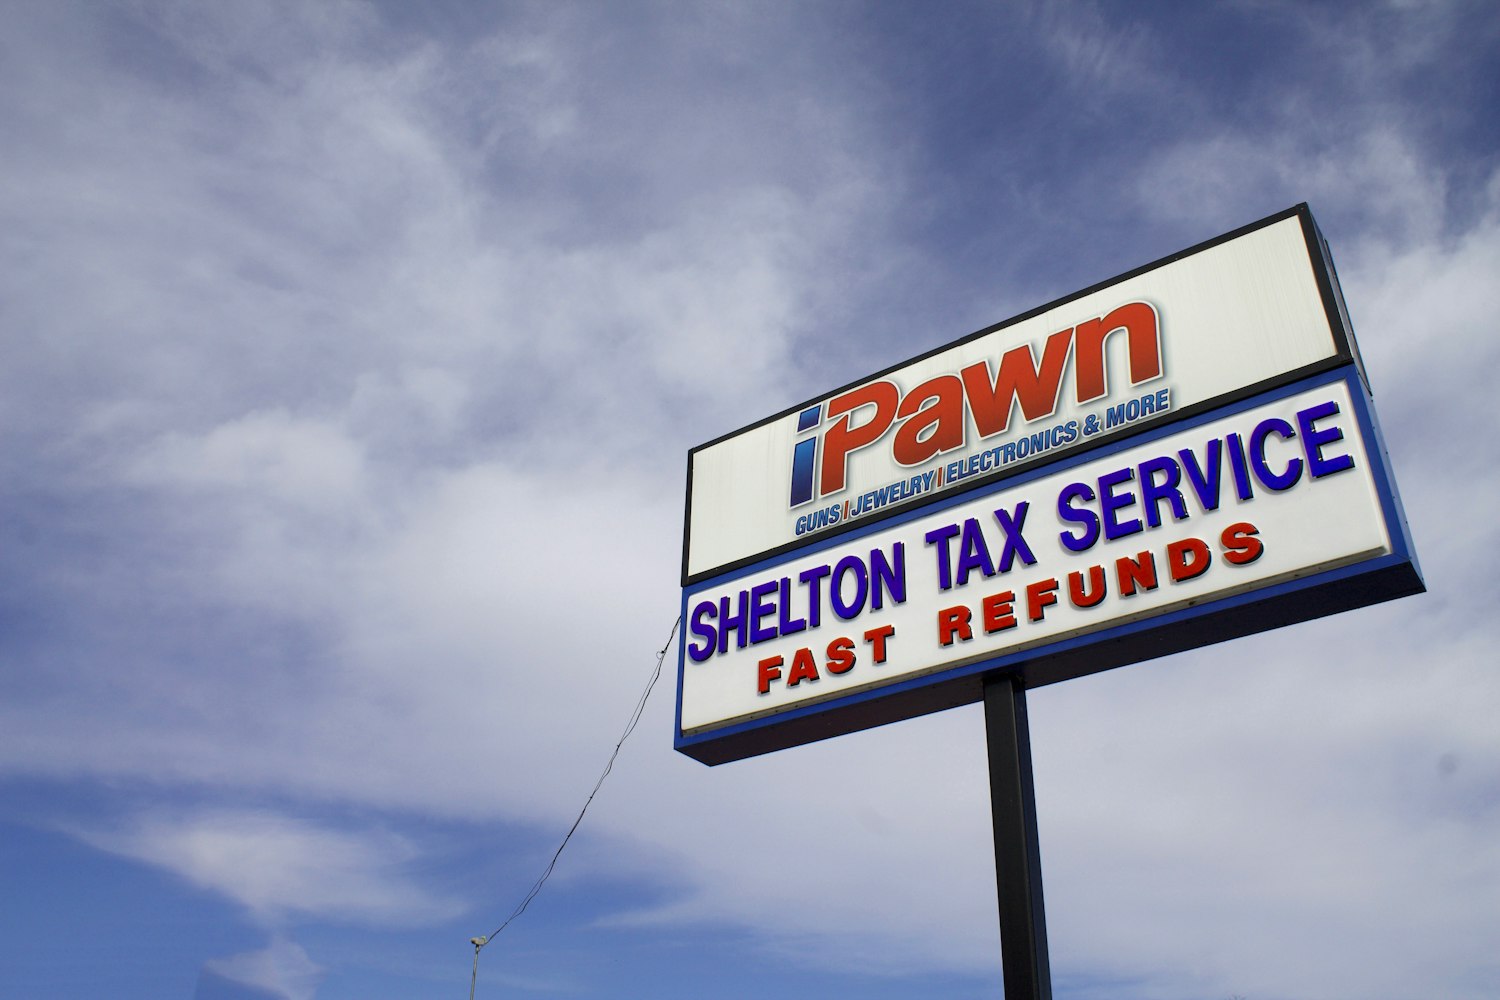 iPawn
GUNS | JEWELRY | ELECTRONICS & MORE
SHELTON TAX SERVICE
FAST REFUNDS